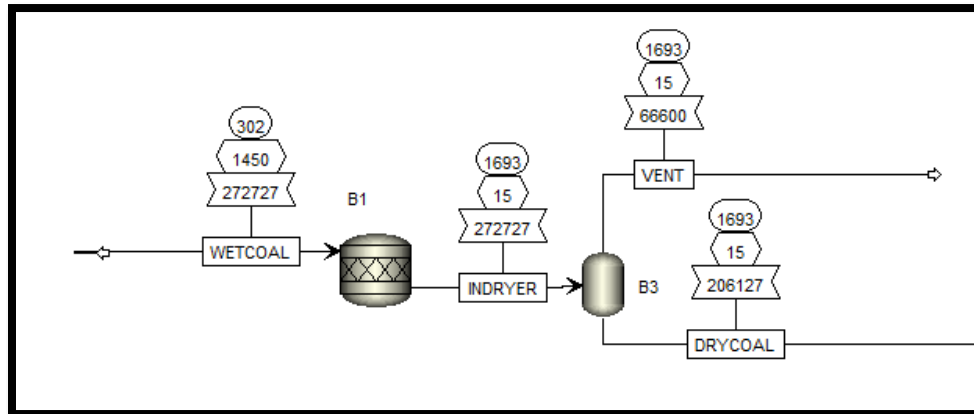 302
1450
272727
WETCOAL
B1
1693
15
272727
INDRYER
1693
15
66600
VENT
B3
1693
15
206127
DRYCOAL